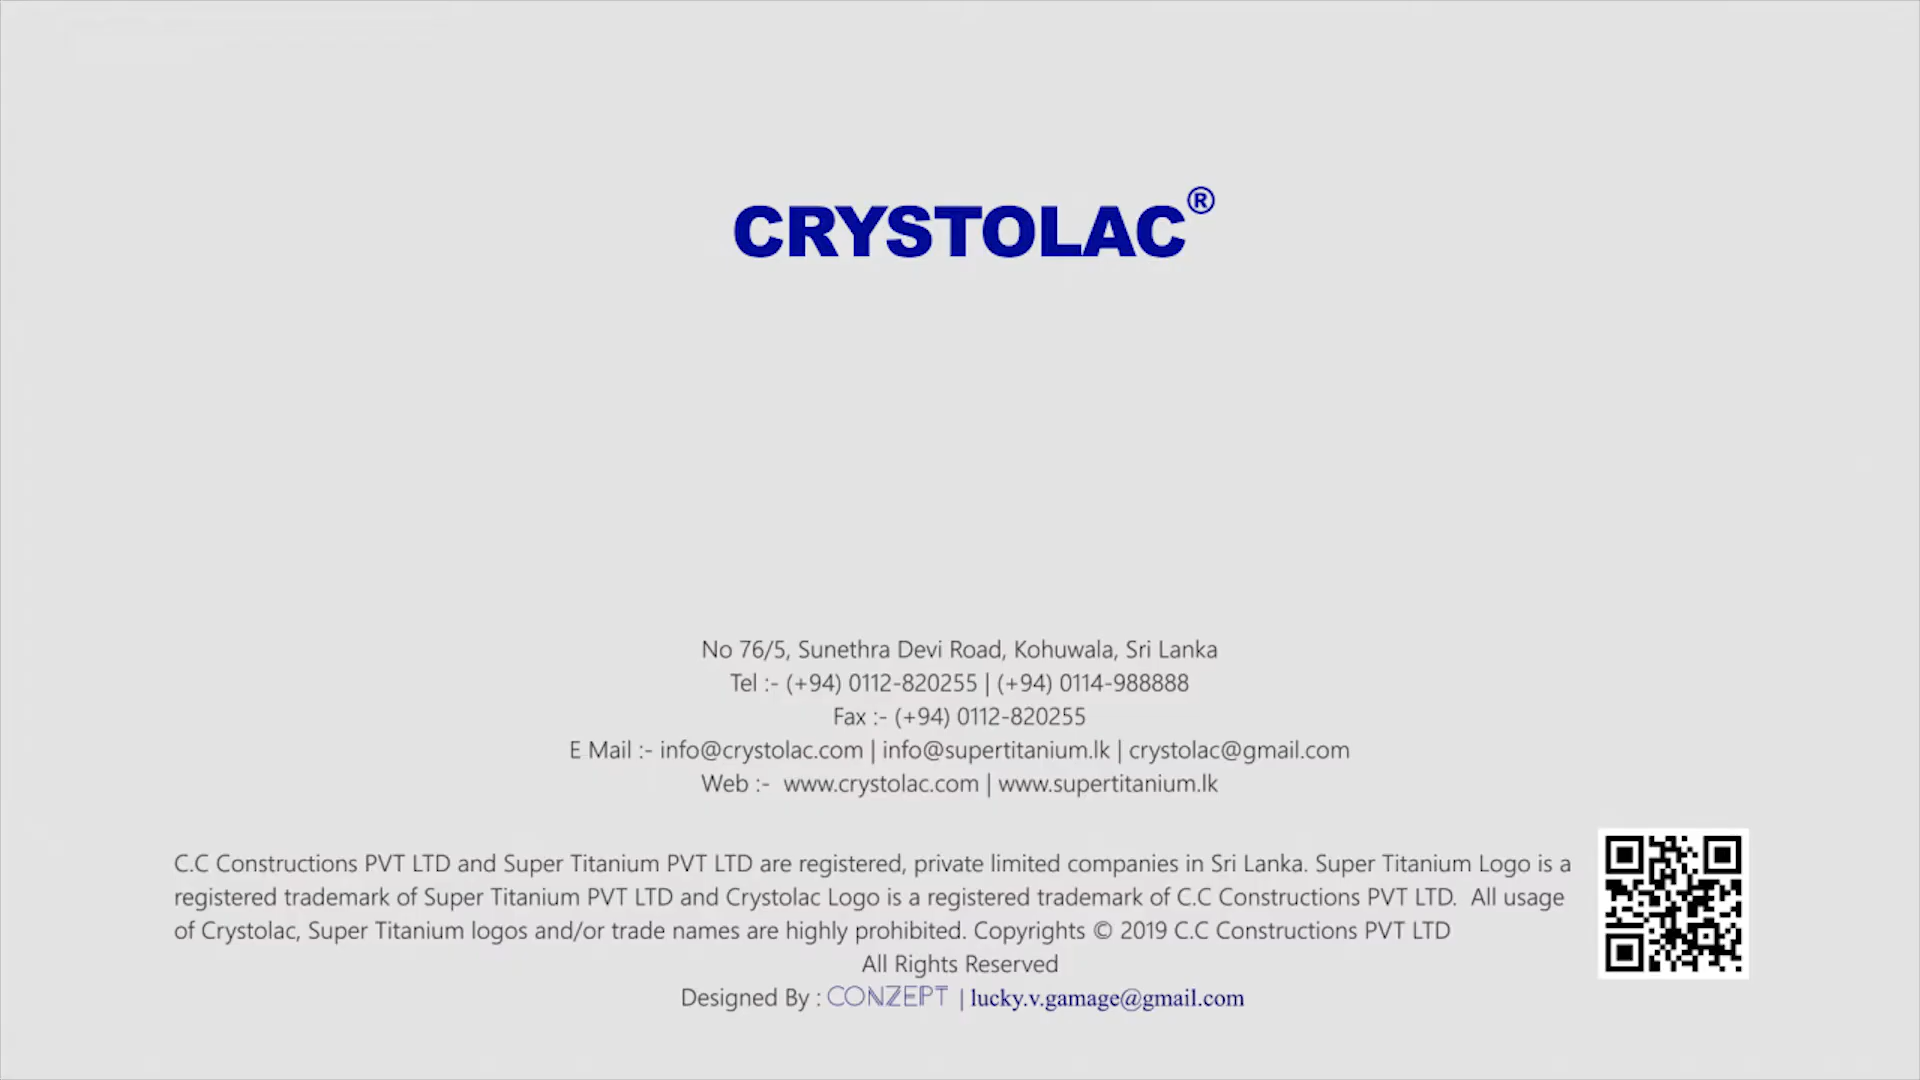 CRYSTOLAC®
No 76/5, Sunethra Devi Road, Kohuwala, Sri Lanka
Tel :- (+94) 0112-820255 | (+94) 0114-988888
Fax :- (+94) 0112-820255
E Mail :- info@crystolac.com | info@supertitanium.lk | crystolac@gmail.com
Web :-  www.crystolac.com | www.supertitanium.lk
C.C Constructions PVT LTD and Super Titanium PVT LTD are registered, private limited companies in Sri Lanka. Super Titanium Logo is a
registered trademark of Super Titanium PVT LTD and Crystolac Logo is a registered trademark of C.C Constructions PVT LTD.  All usage
of Crystolac, Super Titanium logos and/or trade names are highly prohibited. Copyrights © 2019 C.C Constructions PVT LTD
All Rights Reserved
Designed By : CONZEPT | lucky.v.gamage@gmail.com